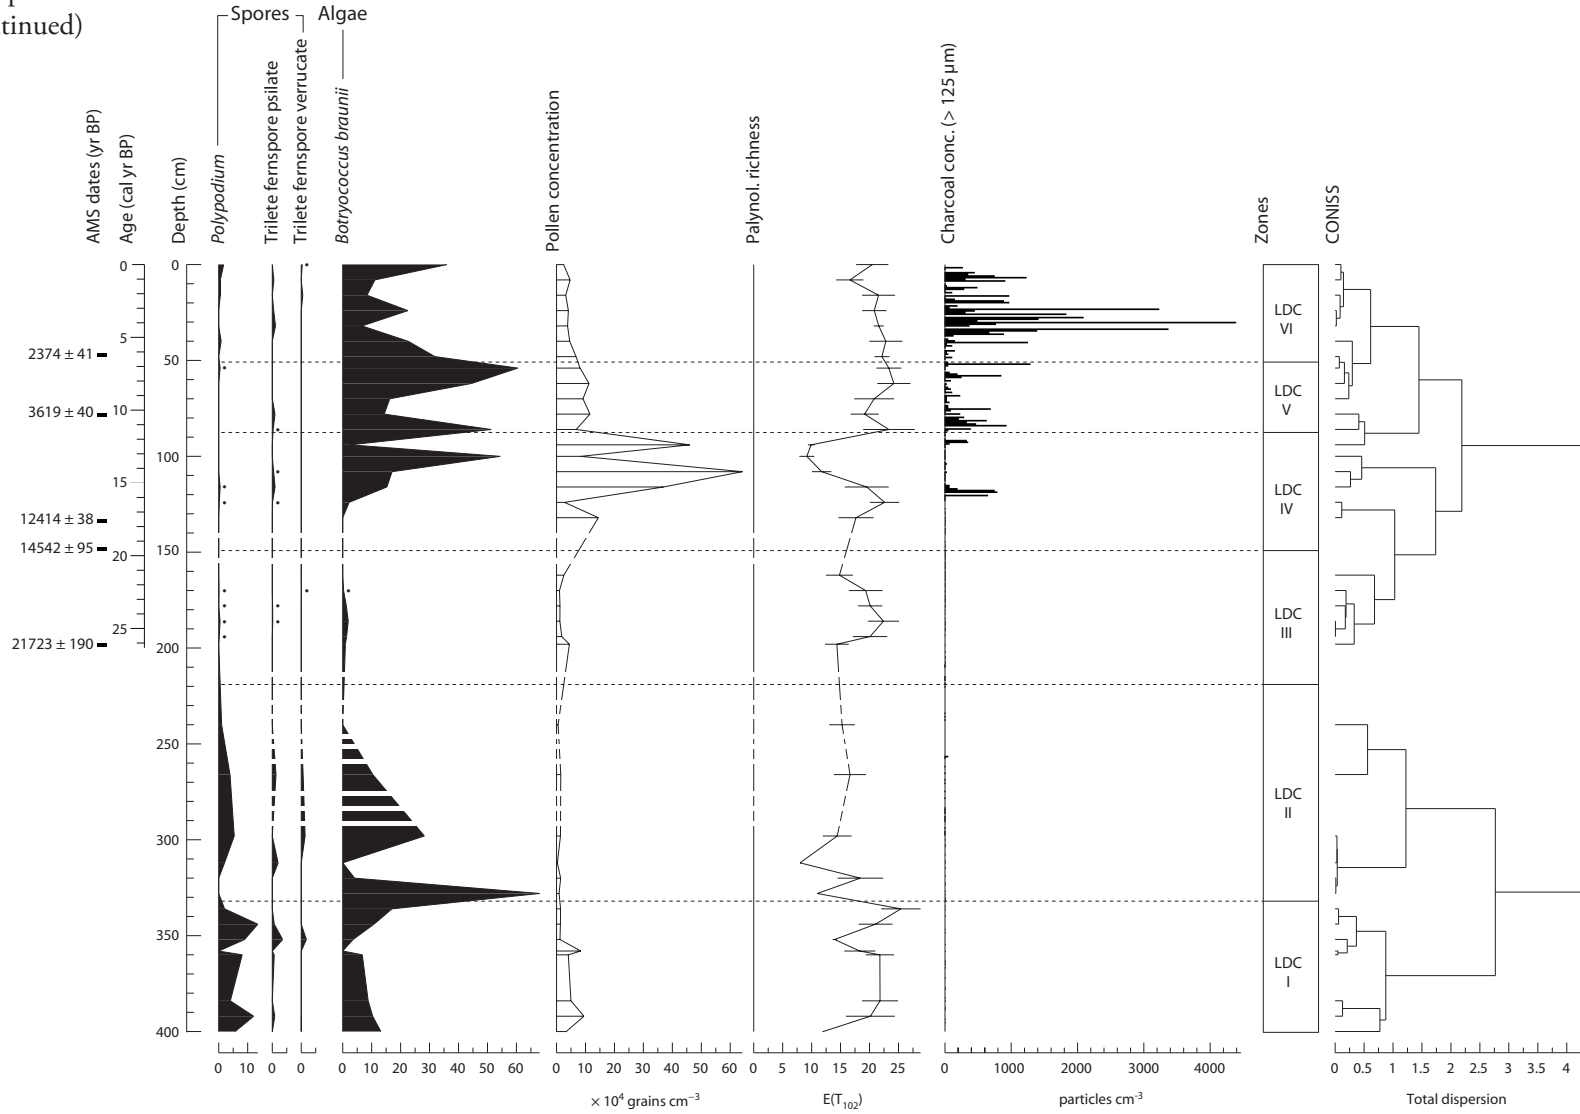 tinued)
Spores
Algae
AMS dates (yr BP)
Age (cal yr BP)
Depth (cm)
Polypodium
Trilete fernspore psilate
Trilete fernspore verrucate
Botryococcus braunii
Pollen concentration
Palynol. richness
Charcoal conc. (> 125 μm)
Zones
CONISS
2374 ± 41
3619 ± 40
12414 ± 38
14542 ± 95
21723 ± 190
0
5
10
15
20
25
0
50
100
150
200
250
300
350
400
LDC
VI
LDC
V
LDC
IV
LDC
III
LDC
II
LDC
I
0 10 0 0 0 10 20 30 40 50 60 0 10 20 30 40 50 60 0 5 10 15 20 25 0 1000 2000 3000 4000 0 0.5 1 1.5 2 2.5 3 3.5 4
× 10⁴ grains cm⁻³ E(T₁₀₂) particles cm⁻³ Total dispersion